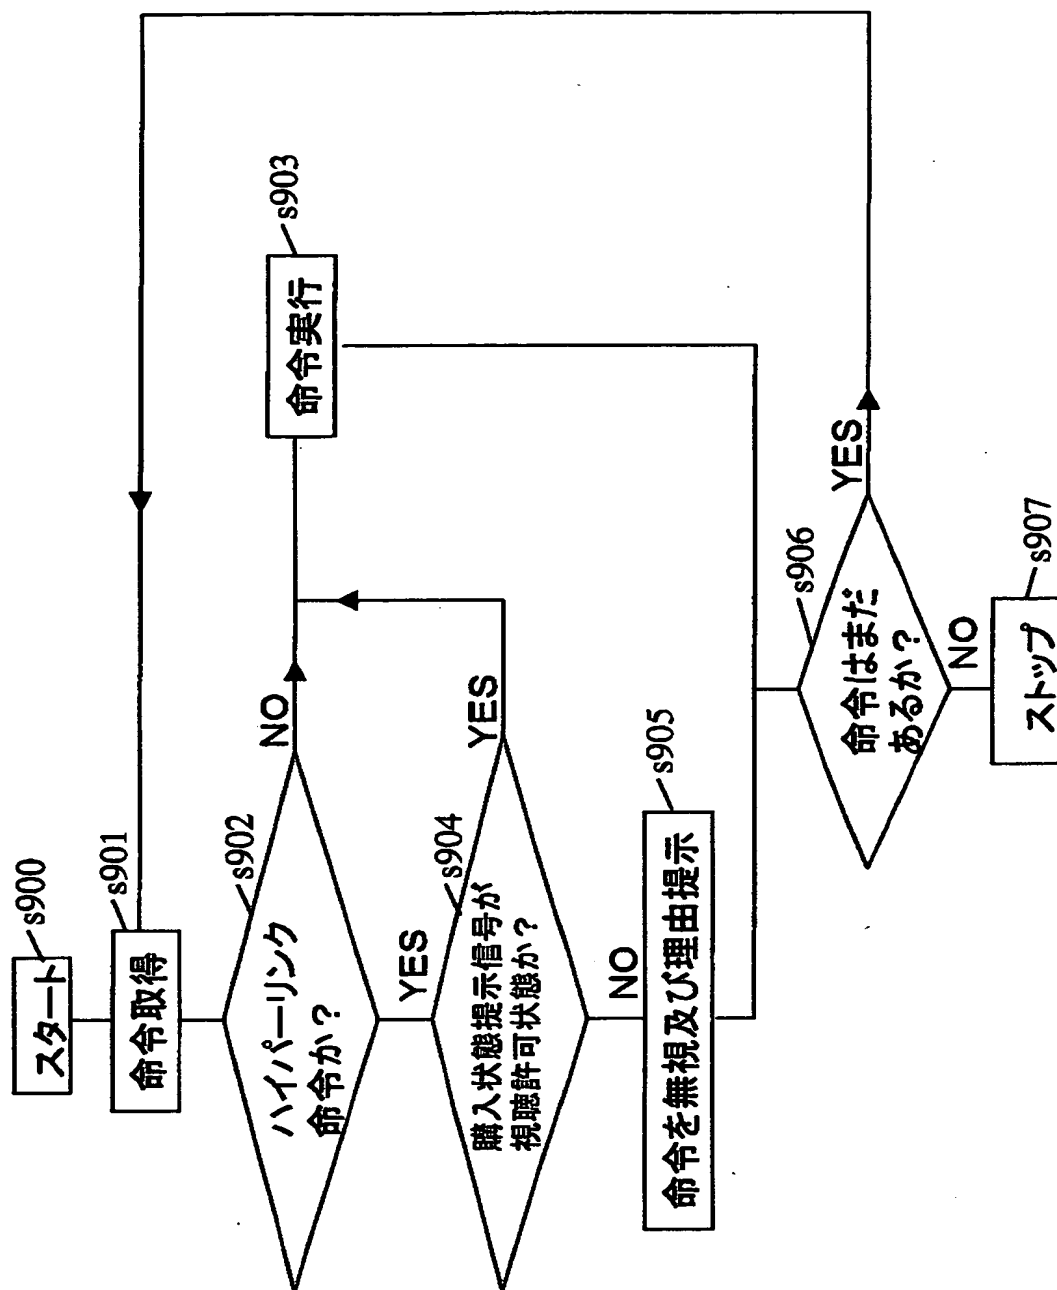 スタート
s900
命令取得
s901
ハイパーリンク
命令か？
s902
NO
YES
命令実行
s903
購入状態提示信号が
視聴許可状態か？
s904
YES
NO
命令を無視及び理由提示
s905
命令はまだ
あるか？
s906
YES
NO
ストップ
s907